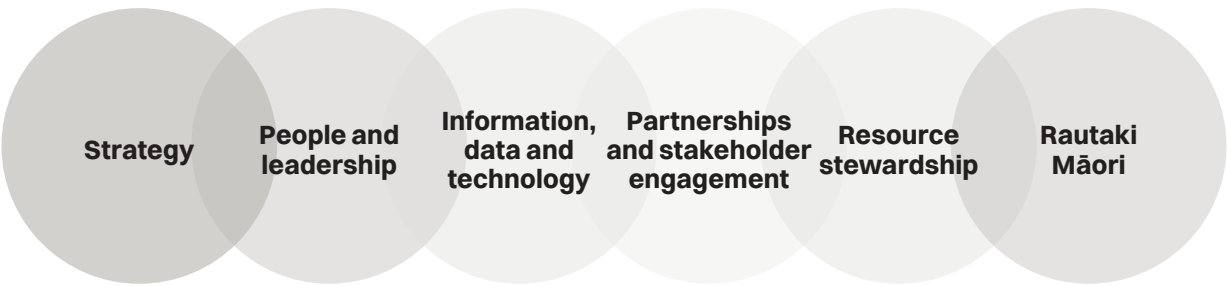 Strategy
People and
leadership
Information,
data and
technology
Partnerships
and stakeholder
engagement
Resource
stewardship
Rautaki
Māori